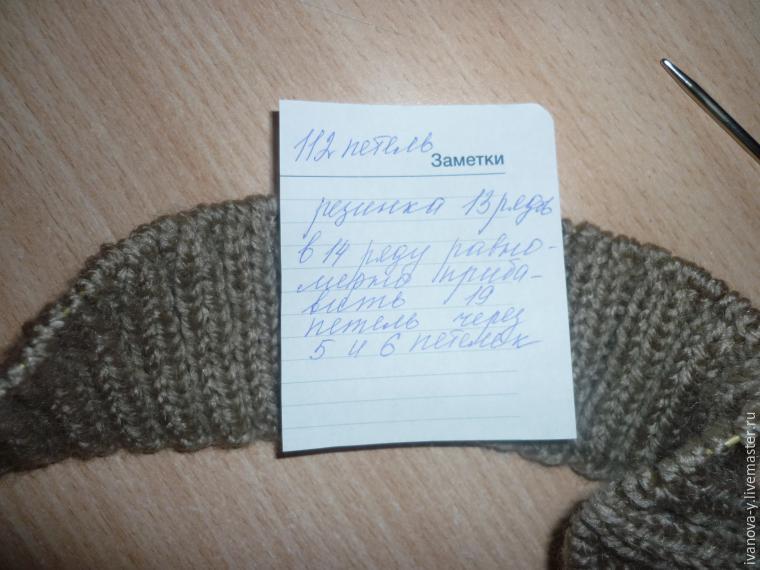 112 петель
Заметки
резинка 13 рядов
в 14 ряду равно-
мерно приба-
вить 19
петель через
5 и 6 петелек
ivanova-y.livemaster.ru